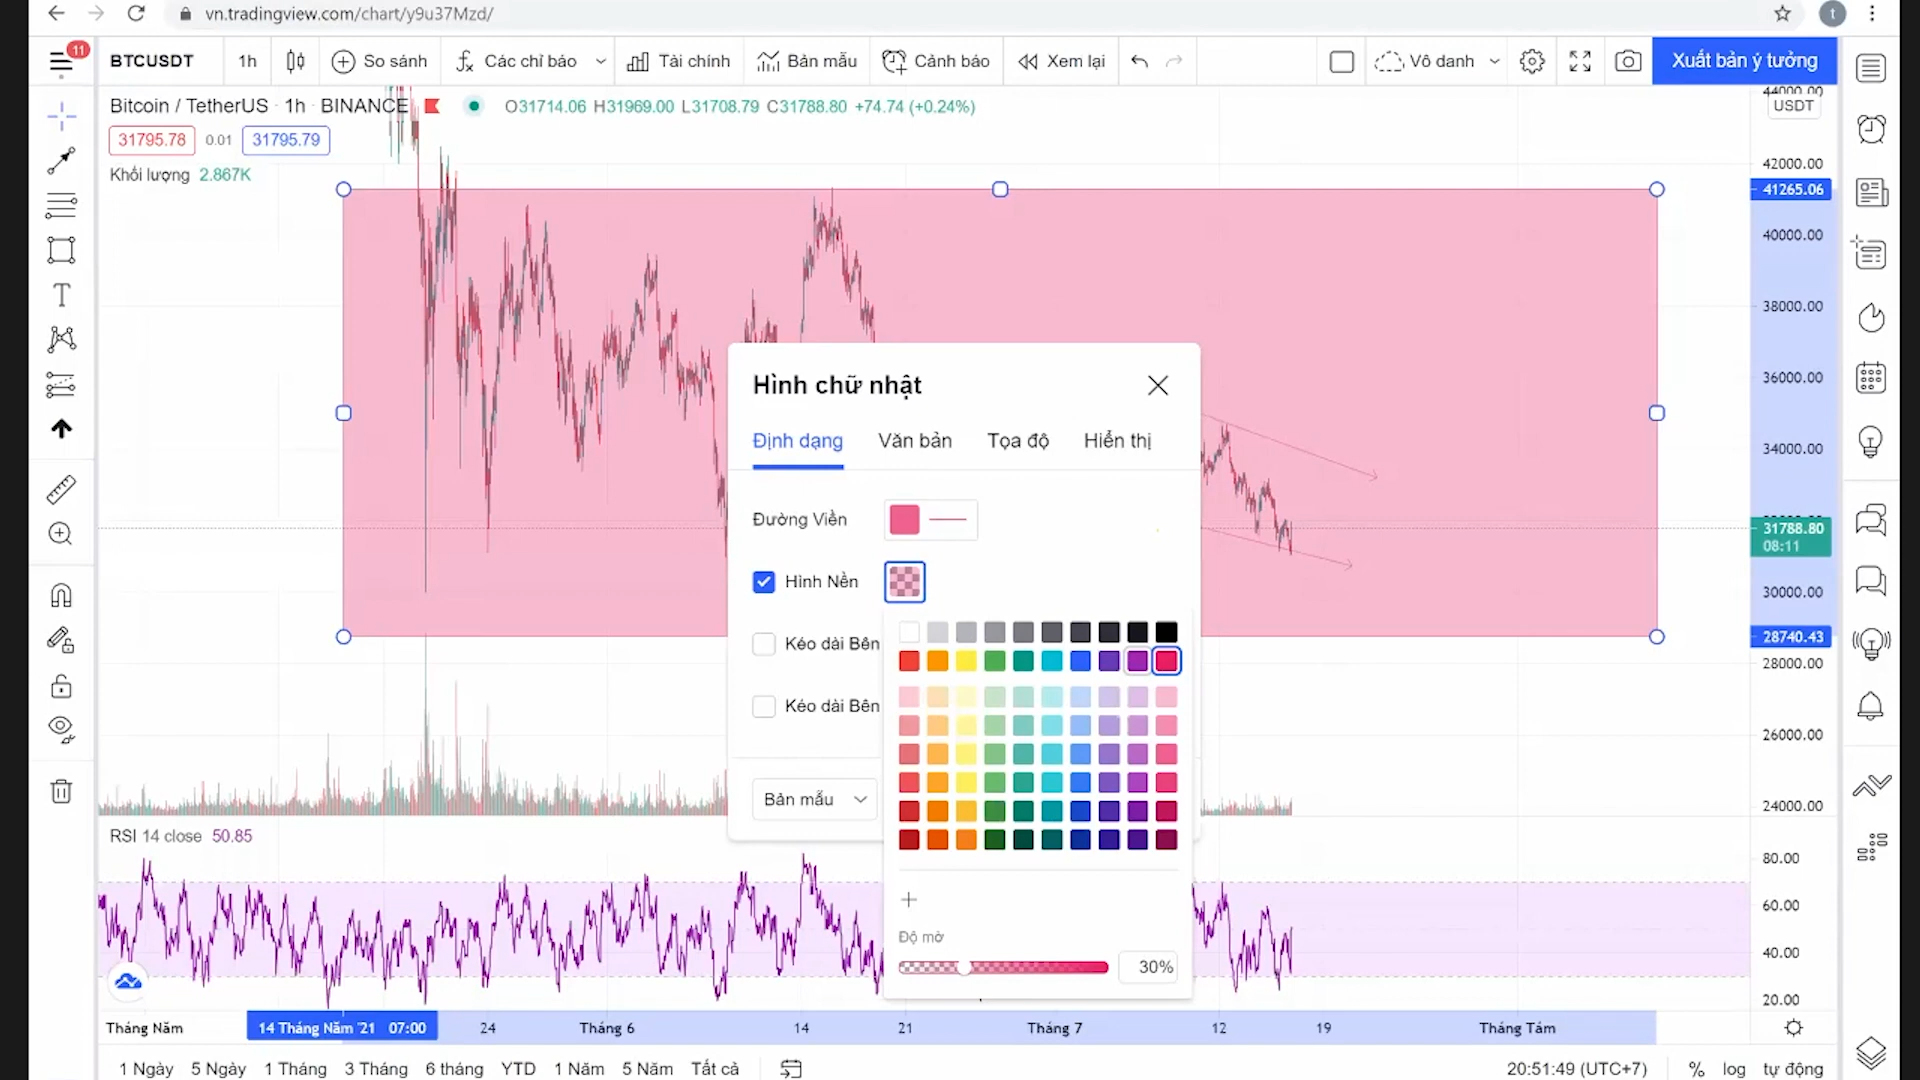 vn.tradingview.com/chart/y9u37Mzd/ t
11 BTCUSDT 1h So sánh Các chỉ báo Tài chính Bản mẫu Cảnh báo Xem lại Vô danh Xuất bản ý tưởng
Bitcoin / TetherUS · 1h · BINANCE O31714.06 H31969.00 L31708.79 C31788.80 +74.74 (+0.24%)
44000.00
USDT
31795.78 0.01 31795.79
Khối lượng 2.867K
42000.00
41265.06
40000.00
38000.00
36000.00
34000.00
31788.80
08:11
30000.00
28740.43
28000.00
26000.00
24000.00
Hình chữ nhật
Định dạng Văn bản Tọa độ Hiển thị
Đường Viền
Hình Nền
Kéo dài Bên
Kéo dài Bên
Bản mẫu
Độ mờ
30%
RSI 14 close 50.85
80.00
60.00
40.00
20.00
Tháng Năm 14 Tháng Năm '21 07:00 24 Tháng 6 14 21 Tháng 7 12 19 Tháng Tám
1 Ngày 5 Ngày 1 Tháng 3 Tháng 6 tháng YTD 1 Năm 5 Năm Tất cả 20:51:49 (UTC+7) % log tự động